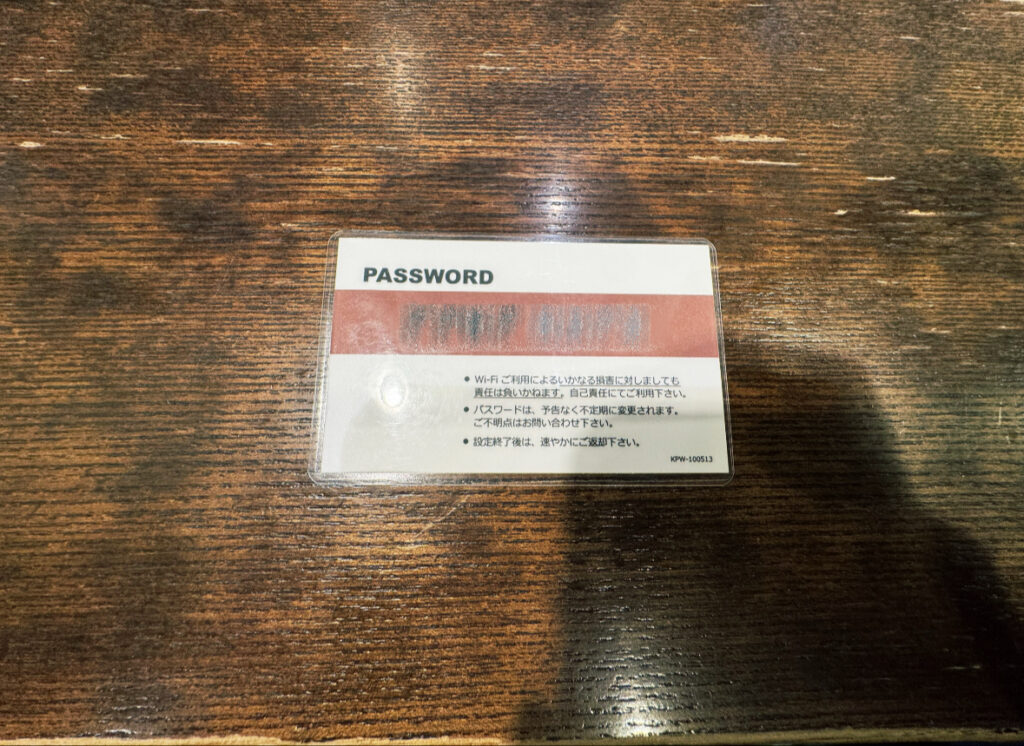 PASSWORD
● Wi-Fi ご利用によるいかなる損害に対しましても
責任は負いかねます。自己責任にてご利用下さい。
● パスワードは、予告なく不定期に変更されます。
ご不明点はお問い合わせ下さい。
● 設定終了後は、速やかにご返却下さい。
KPW-100513